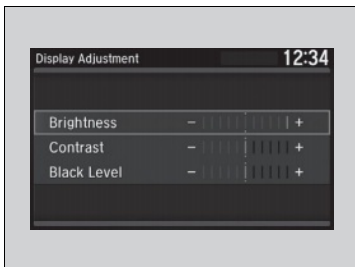 Display Adjustment 12:34
Brightness - +
Contrast - +
Black Level - +